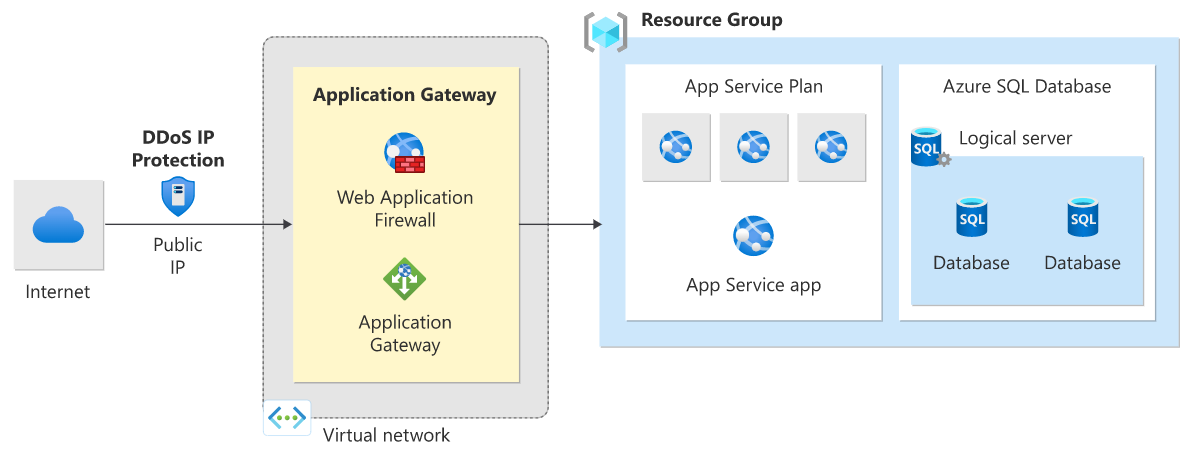 Resource Group
Application Gateway
DDoS IP
Protection
Web Application
Firewall
Public
IP
Internet
Application
Gateway
Virtual network
App Service Plan
App Service app
Azure SQL Database
SQL
Logical server
SQL
SQL
Database
Database